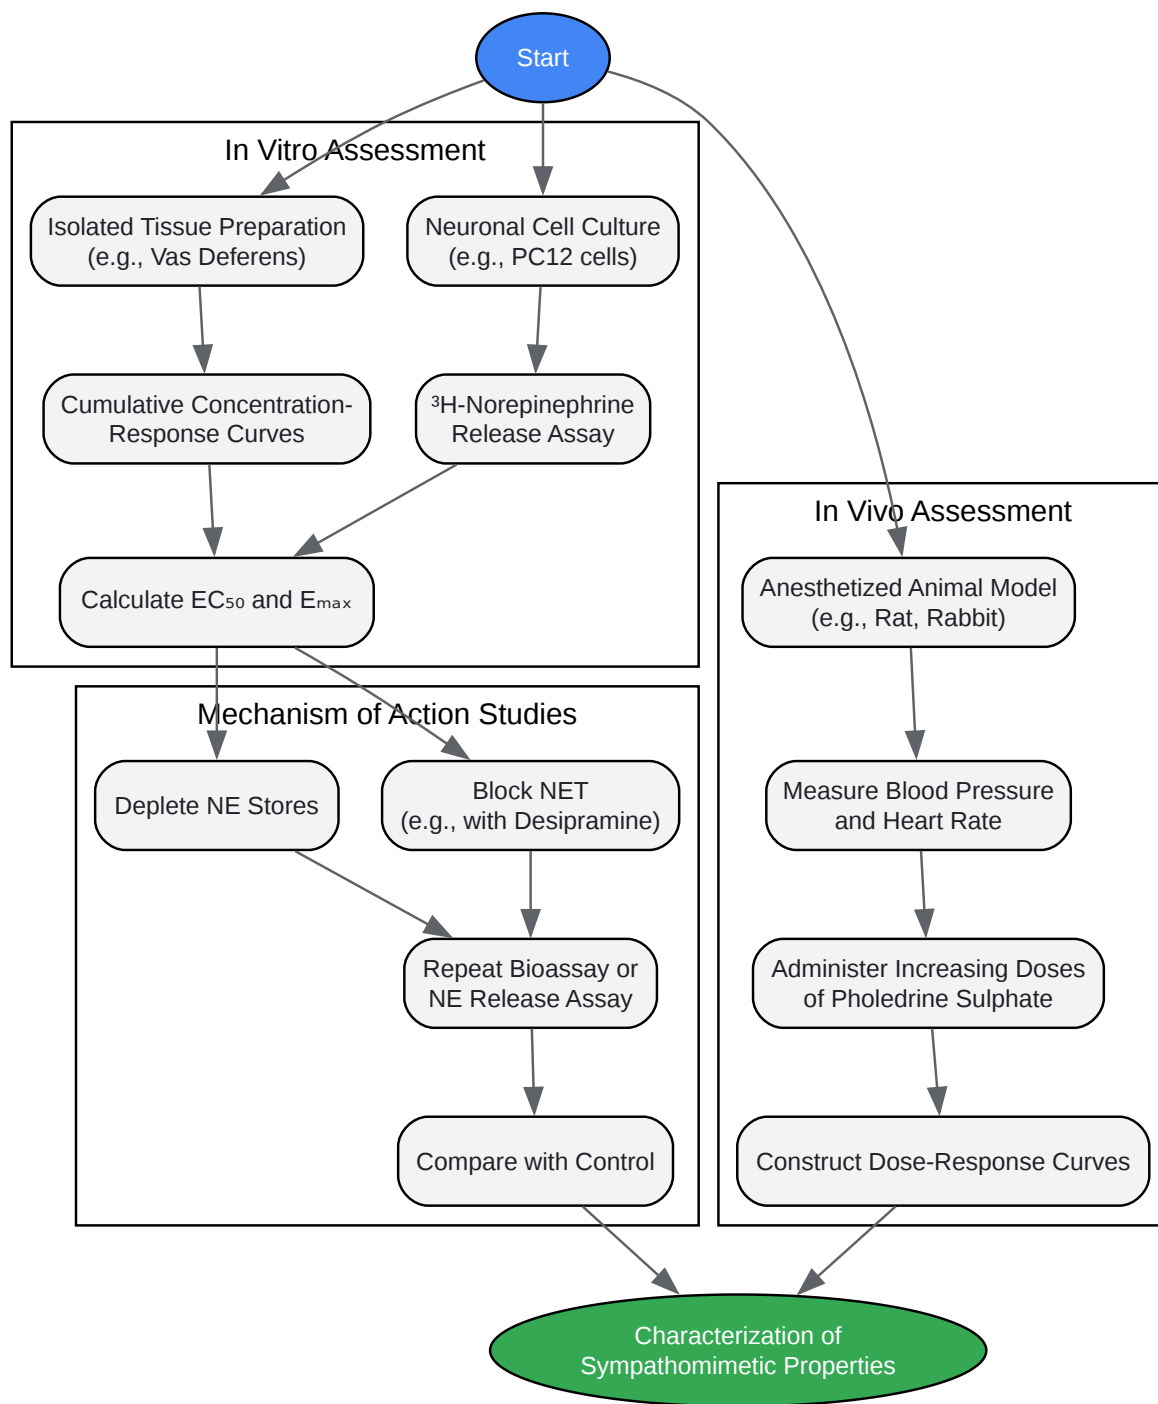 Start
In Vitro Assessment
Isolated Tissue Preparation
(e.g., Vas Deferens)
Neuronal Cell Culture
(e.g., PC12 cells)
Cumulative Concentration-
Response Curves
³H-Norepinephrine
Release Assay
Calculate EC₅₀ and Eₘₐₓ
Mechanism of Action Studies
Deplete NE Stores
Block NET
(e.g., with Desipramine)
Repeat Bioassay or
NE Release Assay
Compare with Control
In Vivo Assessment
Anesthetized Animal Model
(e.g., Rat, Rabbit)
Measure Blood Pressure
and Heart Rate
Administer Increasing Doses
of Pholedrine Sulphate
Construct Dose-Response Curves
Characterization of
Sympathomimetic Properties